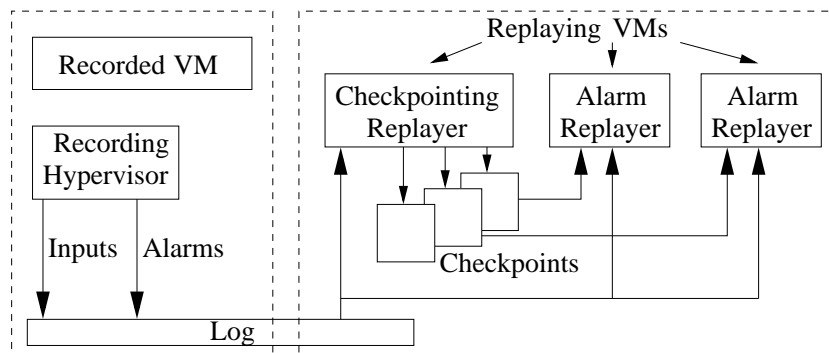 Recorded VM
Recording
Hypervisor
Inputs
Alarms
Log
Replaying VMs
Checkpointing
Replayer
Alarm
Replayer
Alarm
Replayer
Checkpoints